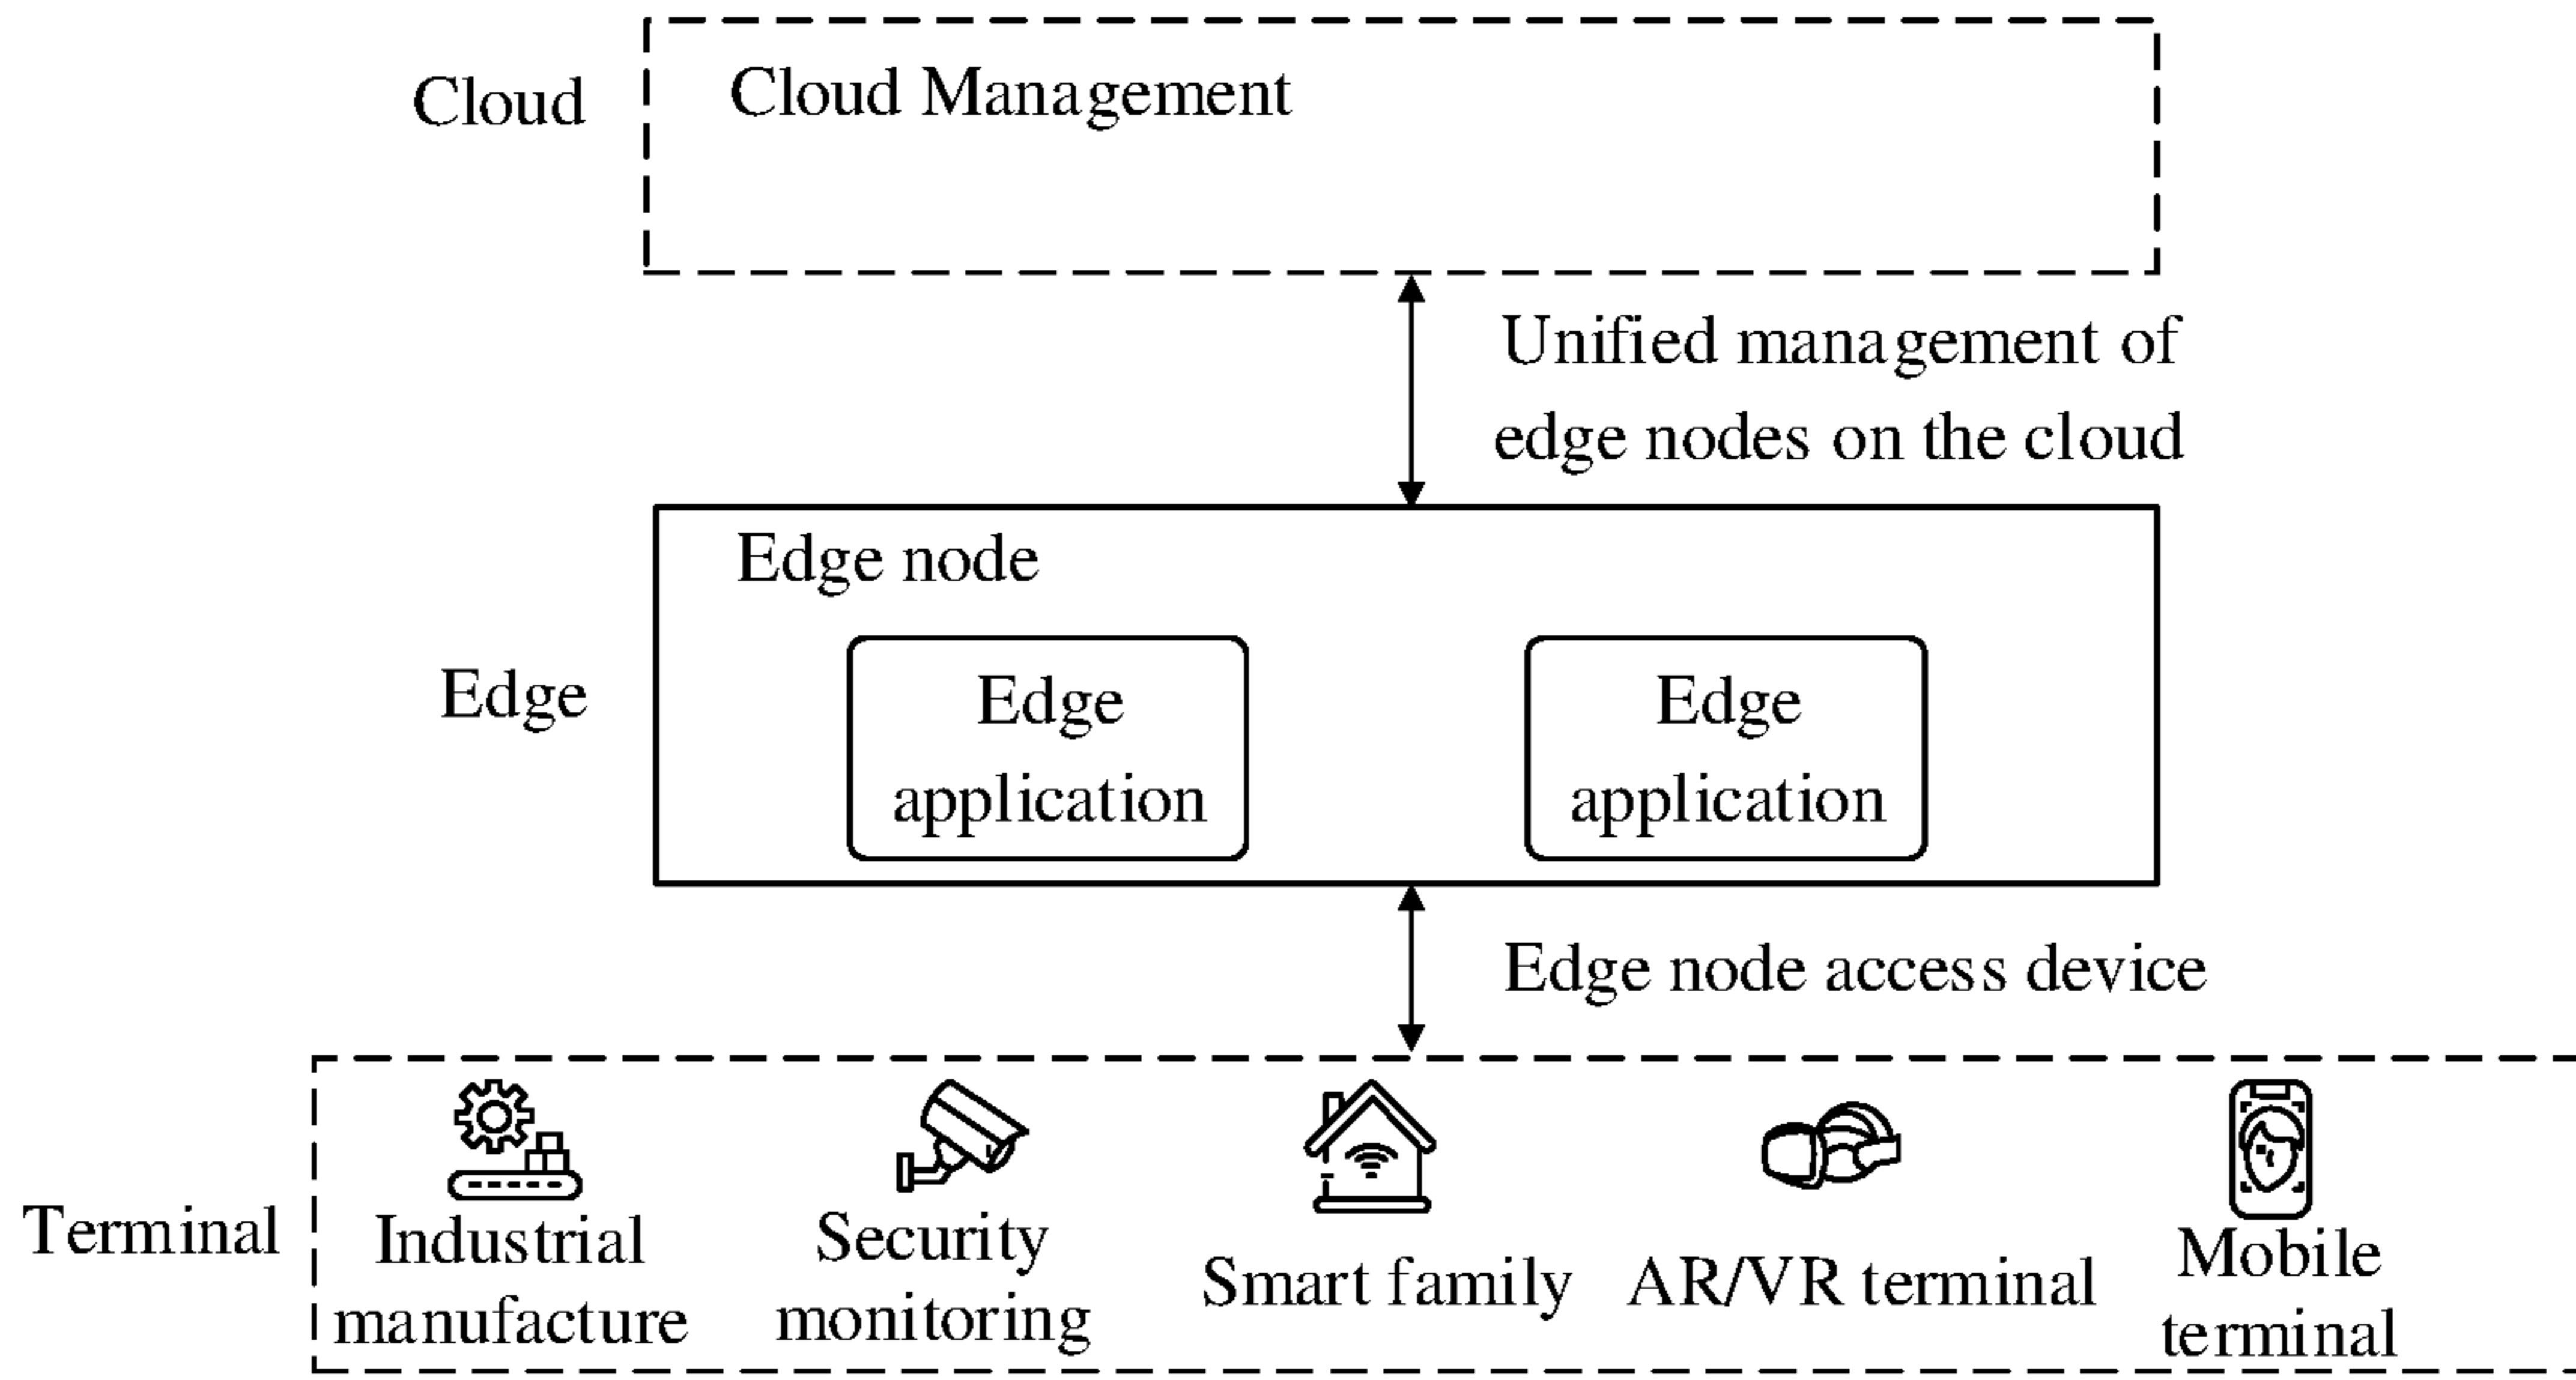 Cloud
Cloud Management
Unified management of
edge nodes on the cloud
Edge
Edge node
Edge
application
Edge
application
Edge node access device
Terminal
Industrial
manufacture
Security
monitoring
Smart family
AR/VR terminal
Mobile
terminal